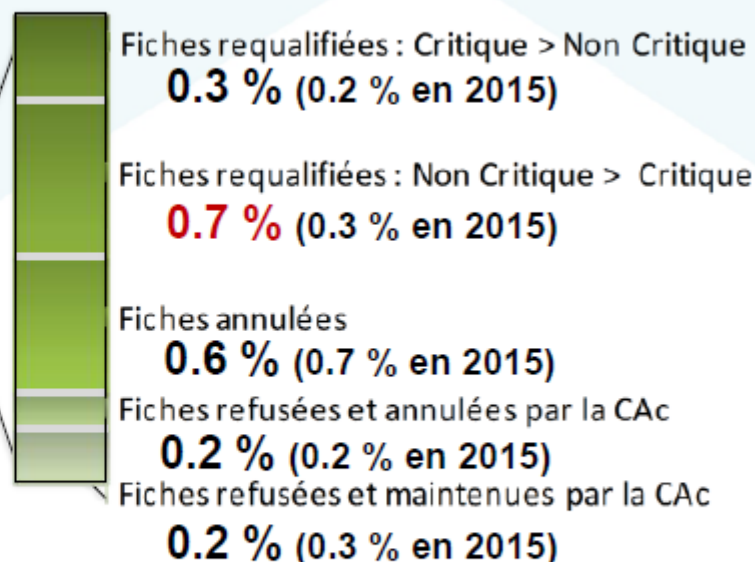 Fiches requalifiées : Critique > Non Critique
0.3 % (0.2 % en 2015)
Fiches requalifiées : Non Critique > Critique
0.7 % (0.3 % en 2015)
Fiches annulées
0.6 % (0.7 % en 2015)
Fiches refusées et annulées par la CAc
0.2 % (0.2 % en 2015)
Fiches refusées et maintenues par la CAc
0.2 % (0.3 % en 2015)